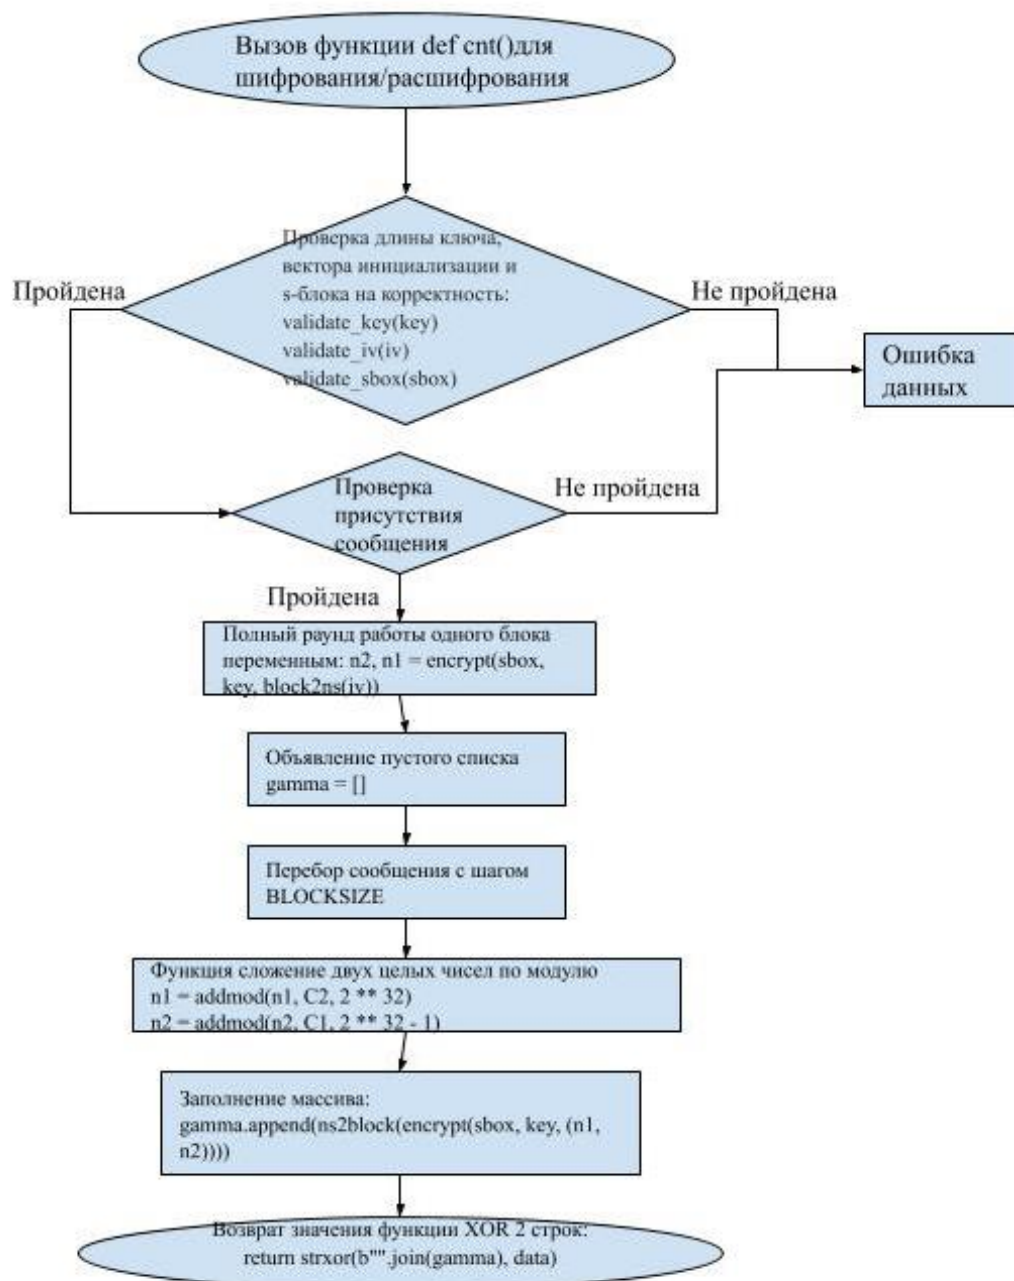 Вызов функции def cnt()для
шифрования/расшифрования
Проверка длины ключа,
вектора инициализации и
s-блока на корректность:
validate_key(key)
validate_iv(iv)
validate_sbox(sbox)
Пройдена
Не пройдена
Ошибка
данных
Проверка
присутствия
сообщения
Не пройдена
Пройдена
Полный раунд работы одного блока
переменным: n2, n1 = encrypt(sbox,
key, block2ns(iv))
Объявление пустого списка
gamma = []
Перебор сообщения с шагом
BLOCKSIZE
Функция сложение двух целых чисел по модулю
n1 = addmod(n1, C2, 2 ** 32)
n2 = addmod(n2, C1, 2 ** 32 - 1)
Заполнение массива:
gamma.append(ns2block(encrypt(sbox, key, (n1,
n2))))
Возврат значения функции XOR 2 строк:
return strxor(b"".join(gamma), data)